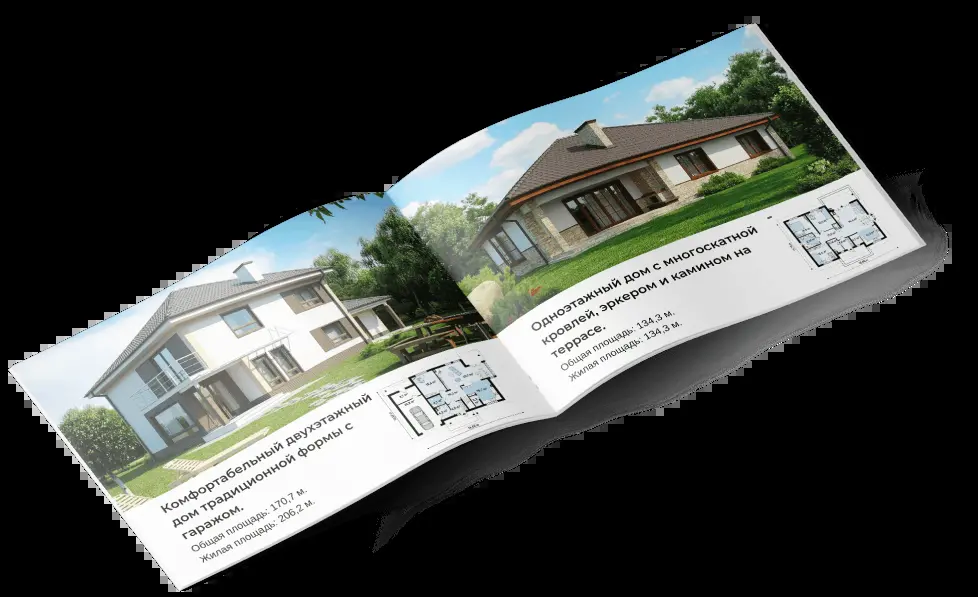 Комфортабельный двухэтажный
дом традиционной формы с
гаражом.
Общая площадь: 170,7 м.
Жилая площадь: 206,2 м.
Одноэтажный дом с многоскатной
кровлей, эркером и камином на
террасе.
Общая площадь: 134,3 м.
Жилая площадь: 134,3 м.